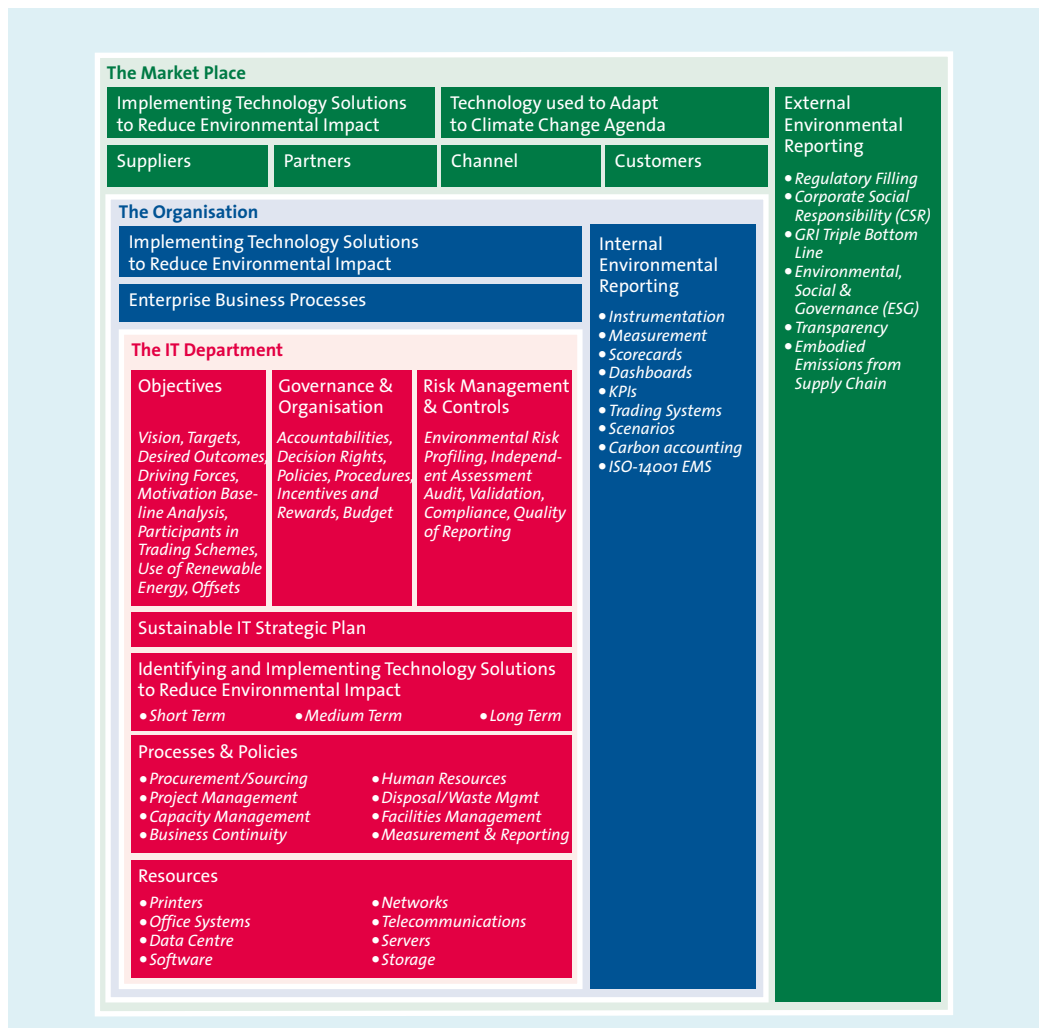 The Market Place
Implementing Technology Solutions
to Reduce Environmental Impact
Technology used to Adapt
to Climate Change Agenda
Suppliers
Partners
Channel
Customers
External
Environmental
Reporting
• Regulatory Filling
• Corporate Social
Responsibility (CSR)
• GRI Triple Bottom
Line
• Environmental,
Social &
Governance (ESG)
• Transparency
• Embodied
Emissions from
Supply Chain
The Organisation
Implementing Technology Solutions
to Reduce Environmental Impact
Enterprise Business Processes
Internal
Environmental
Reporting
• Instrumentation
• Measurement
• Scorecards
• Dashboards
• KPIs
• Trading Systems
• Scenarios
• Carbon accounting
• ISO-14001 EMS
The IT Department
Objectives
Vision, Targets,
Desired Outcomes,
Driving Forces,
Motivation Base-
line Analysis,
Participants in
Trading Schemes,
Use of Renewable
Energy, Offsets
Governance &
Organisation
Accountabilities,
Decision Rights,
Policies, Procedures,
Incentives and
Rewards, Budget
Risk Management
& Controls
Environmental Risk
Profiling, Independ-
ent Assessment
Audit, Validation,
Compliance, Quality
of Reporting
Sustainable IT Strategic Plan
Identifying and Implementing Technology Solutions
to Reduce Environmental Impact
• Short Term • Medium Term • Long Term
Processes & Policies
• Procurement/Sourcing
• Project Management
• Capacity Management
• Business Continuity
• Human Resources
• Disposal/Waste Mgmt
• Facilities Management
• Measurement & Reporting
Resources
• Printers
• Office Systems
• Data Centre
• Software
• Networks
• Telecommunications
• Servers
• Storage